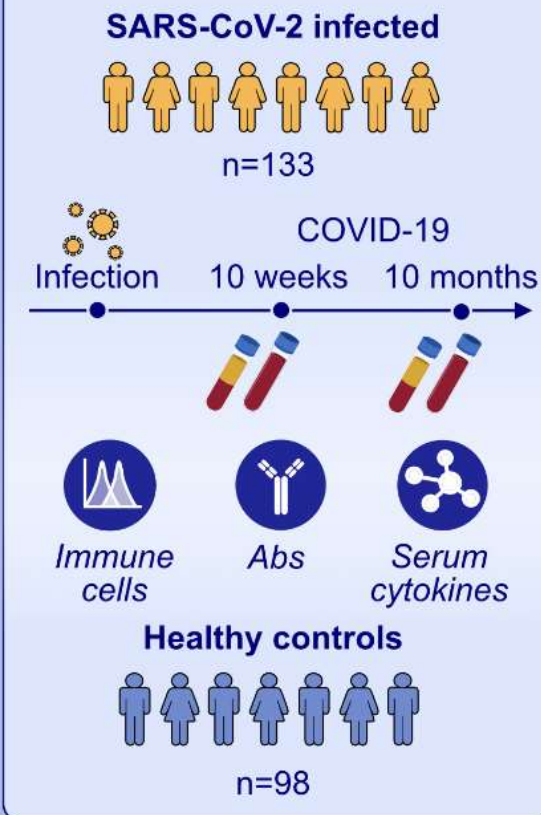 SARS-CoV-2 infected
n=133
COVID-19
Infection 10 weeks 10 months
Immune cells
Abs
Serum cytokines
Healthy controls
n=98